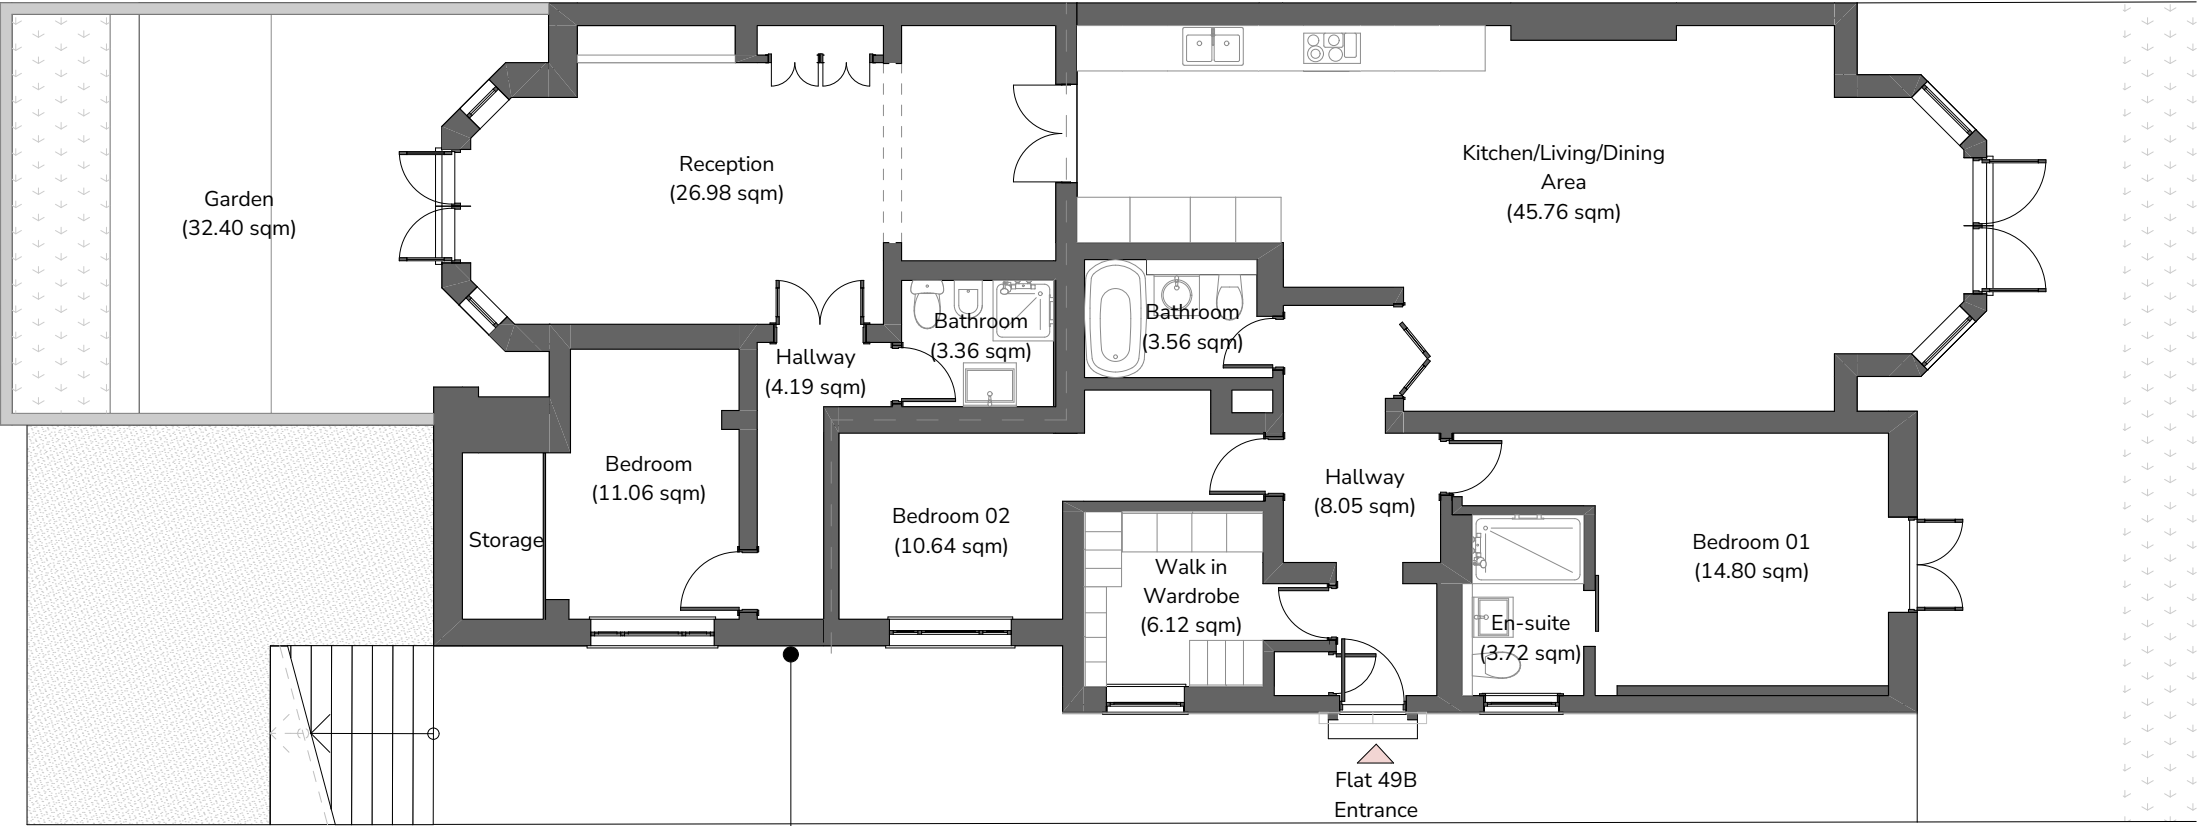 Garden
(32.40 sqm)
Reception
(26.98 sqm)
Kitchen/Living/Dining
Area
(45.76 sqm)
Bathroom
(3.36 sqm)
Bathroom
(3.56 sqm)
Hallway
(4.19 sqm)
Bedroom
(11.06 sqm)
Storage
Bedroom 02
(10.64 sqm)
Hallway
(8.05 sqm)
Walk in
Wardrobe
(6.12 sqm)
En-suite
(3.72 sqm)
Bedroom 01
(14.80 sqm)
Flat 49B
Entrance